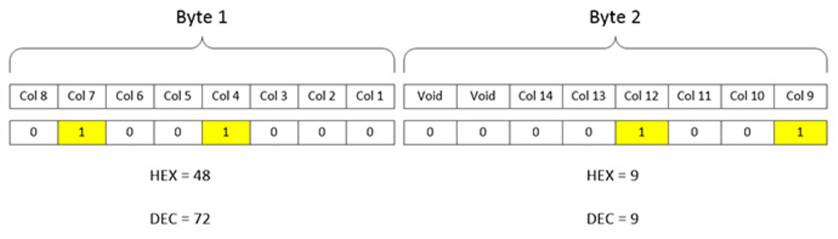 Byte 1 Byte 2
Col 8 Col 7 Col 6 Col 5 Col 4 Col 3 Col 2 Col 1 Void Void Col 14 Col 13 Col 12 Col 11 Col 10 Col 9
0 1 0 0 1 0 0 0 0 0 0 0 1 0 0 1
HEX = 48 HEX = 9
DEC = 72 DEC = 9